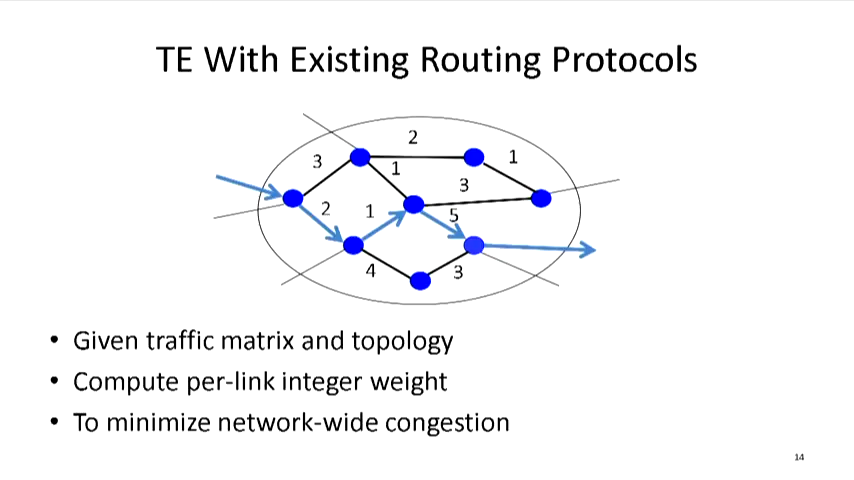 TE With Existing Routing Protocols
2
3
1
1
3
2
1
5
4
3
• Given traffic matrix and topology
• Compute per-link integer weight
• To minimize network-wide congestion
14